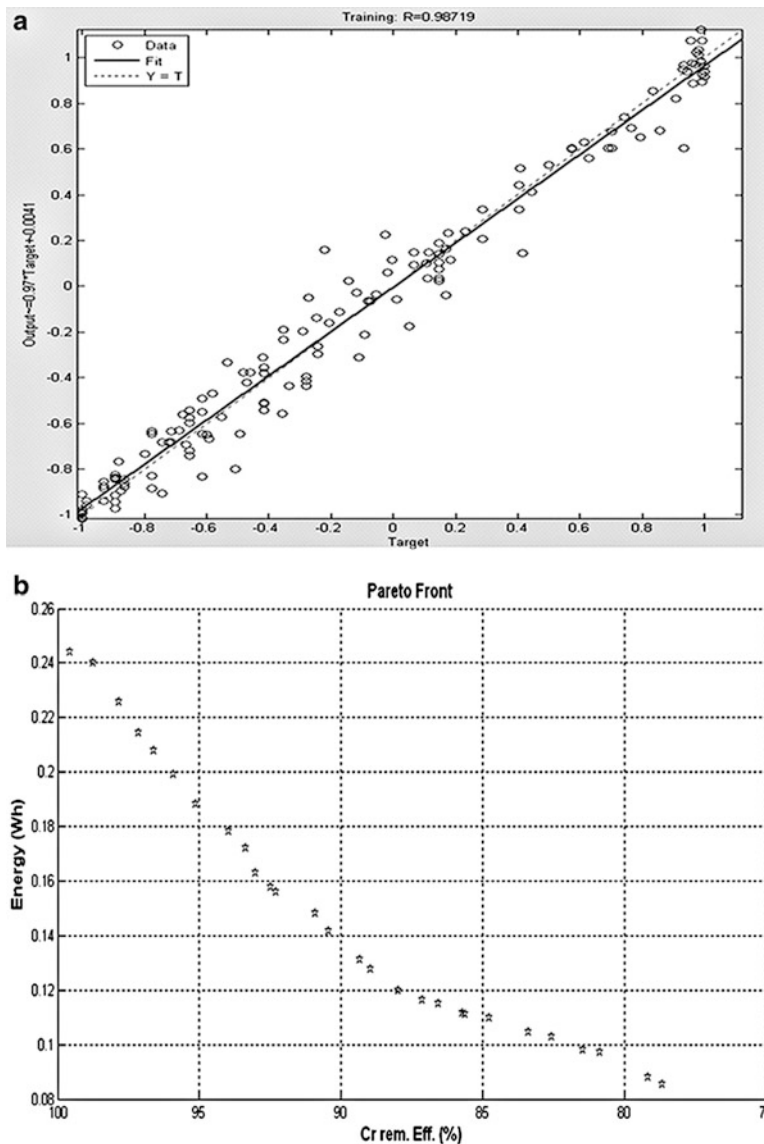 a
Training: R=0.98719
Data
Fit
Y = T
1
0.8
0.6
0.4
0.2
0
-0.2
-0.4
-0.6
-0.8
-1
Output~=0.97*Target+-0.0041
-1 -0.8 -0.6 -0.4 -0.2 0 0.2 0.4 0.6 0.8 1
Target
b
Pareto Front
0.26
0.24
0.22
0.2
0.18
0.16
0.14
0.12
0.1
0.08
Energy (Wh)
100 95 90 85 80 7
Cr rem. Eff. (%)